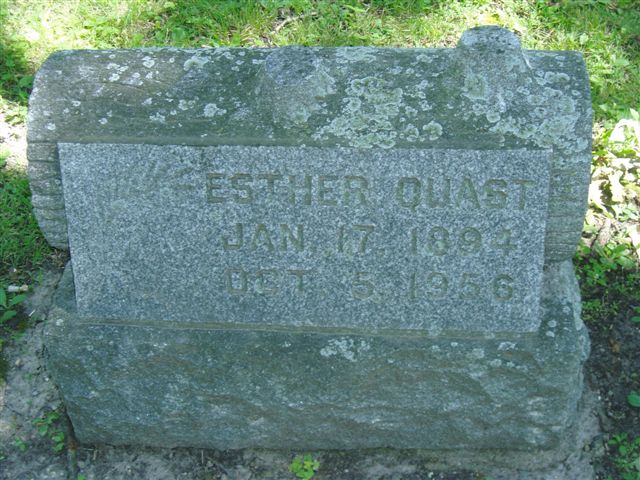 ESTHER QUAST
JAN. 17. 1894
OCT. 5, 1956